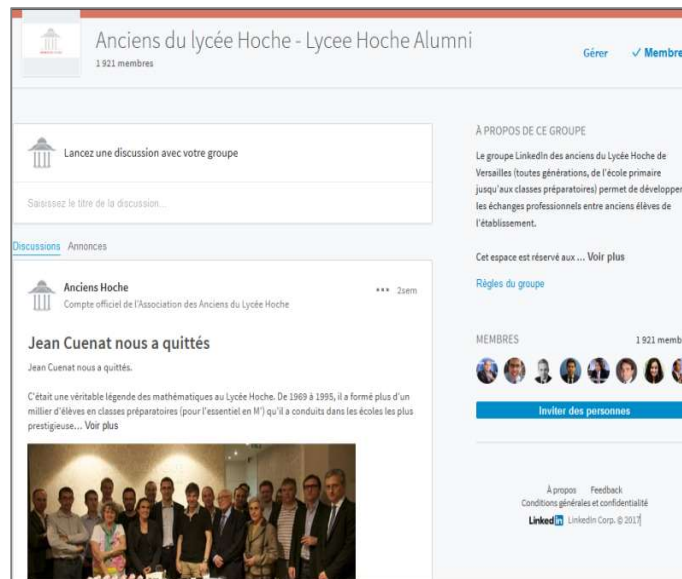 Anciens du lycée Hoche - Lycee Hoche Alumni
1 921 membres
Gérer
✓ Membre
Lancez une discussion avec votre groupe
Saisissez le titre de la discussion...
Discussions Annonces
Anciens Hoche
Compte officiel de l'Association des Anciens du Lycée Hoche
••• 2sem
Jean Cuenat nous a quittés
Jean Cuenat nous a quittés.
C'était une véritable légende des mathématiques au Lycée Hoche. De 1969 à 1995, il a formé plus d'un
millier d'élèves en classes préparatoires (pour l'essentiel en M') qu'il a conduits dans les écoles les plus
prestigieuse... Voir plus
À PROPOS DE CE GROUPE
Le groupe LinkedIn des anciens du Lycée Hoche de
Versailles (toutes générations, de l'école primaire
jusqu'aux classes préparatoires) permet de développer
les échanges professionnels entre anciens élèves de
l'établissement.
Cet espace est réservé aux ... Voir plus
Règles du groupe
MEMBRES
1 921 memb
Inviter des personnes
À propos Feedback
Conditions générales et confidentialité
LinkedIn LinkedIn Corp. © 2017